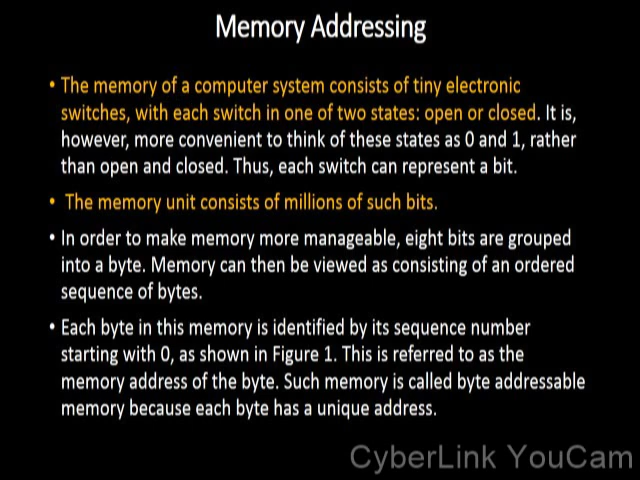 Memory Addressing
• The memory of a computer system consists of tiny electronic
switches, with each switch in one of two states: open or closed. It is,
however, more convenient to think of these states as 0 and 1, rather
than open and closed. Thus, each switch can represent a bit.
• The memory unit consists of millions of such bits.
• In order to make memory more manageable, eight bits are grouped
into a byte. Memory can then be viewed as consisting of an ordered
sequence of bytes.
• Each byte in this memory is identified by its sequence number
starting with 0, as shown in Figure 1. This is referred to as the
memory address of the byte. Such memory is called byte addressable
memory because each byte has a unique address.
CyberLink YouCam